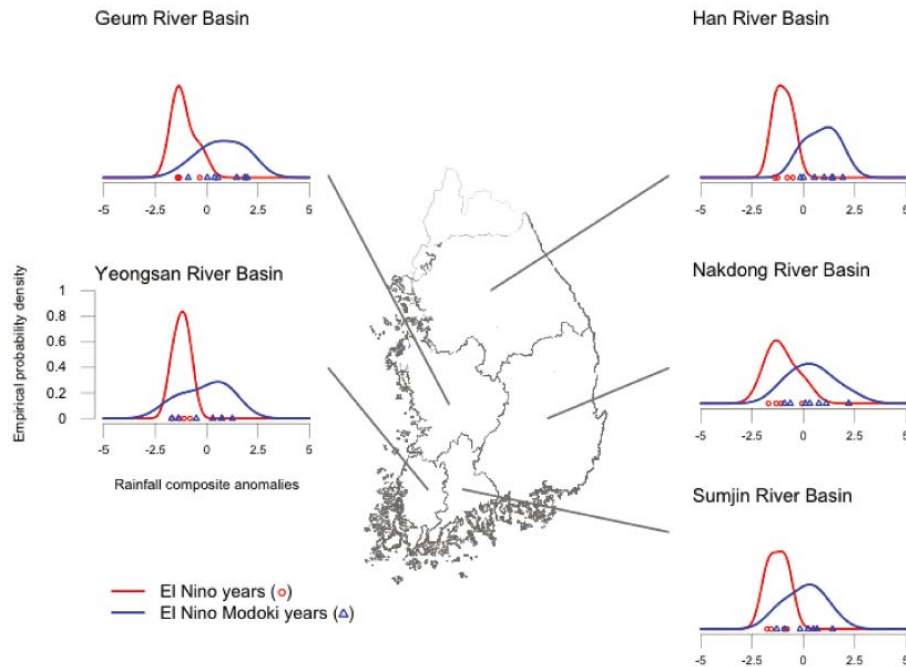 Geum River Basin
Han River Basin
-5 -2.5 0 2.5 5
-5 -2.5 0 2.5 5
Yeongsan River Basin
Nakdong River Basin
Empirical probability density
1
0.8
0.6
0.4
0.2
0
-5 -2.5 0 2.5 5
-5 -2.5 0 2.5 5
Rainfall composite anomalies
Sumjin River Basin
El Nino years (○)
El Nino Modoki years (△)
-5 -2.5 0 2.5 5